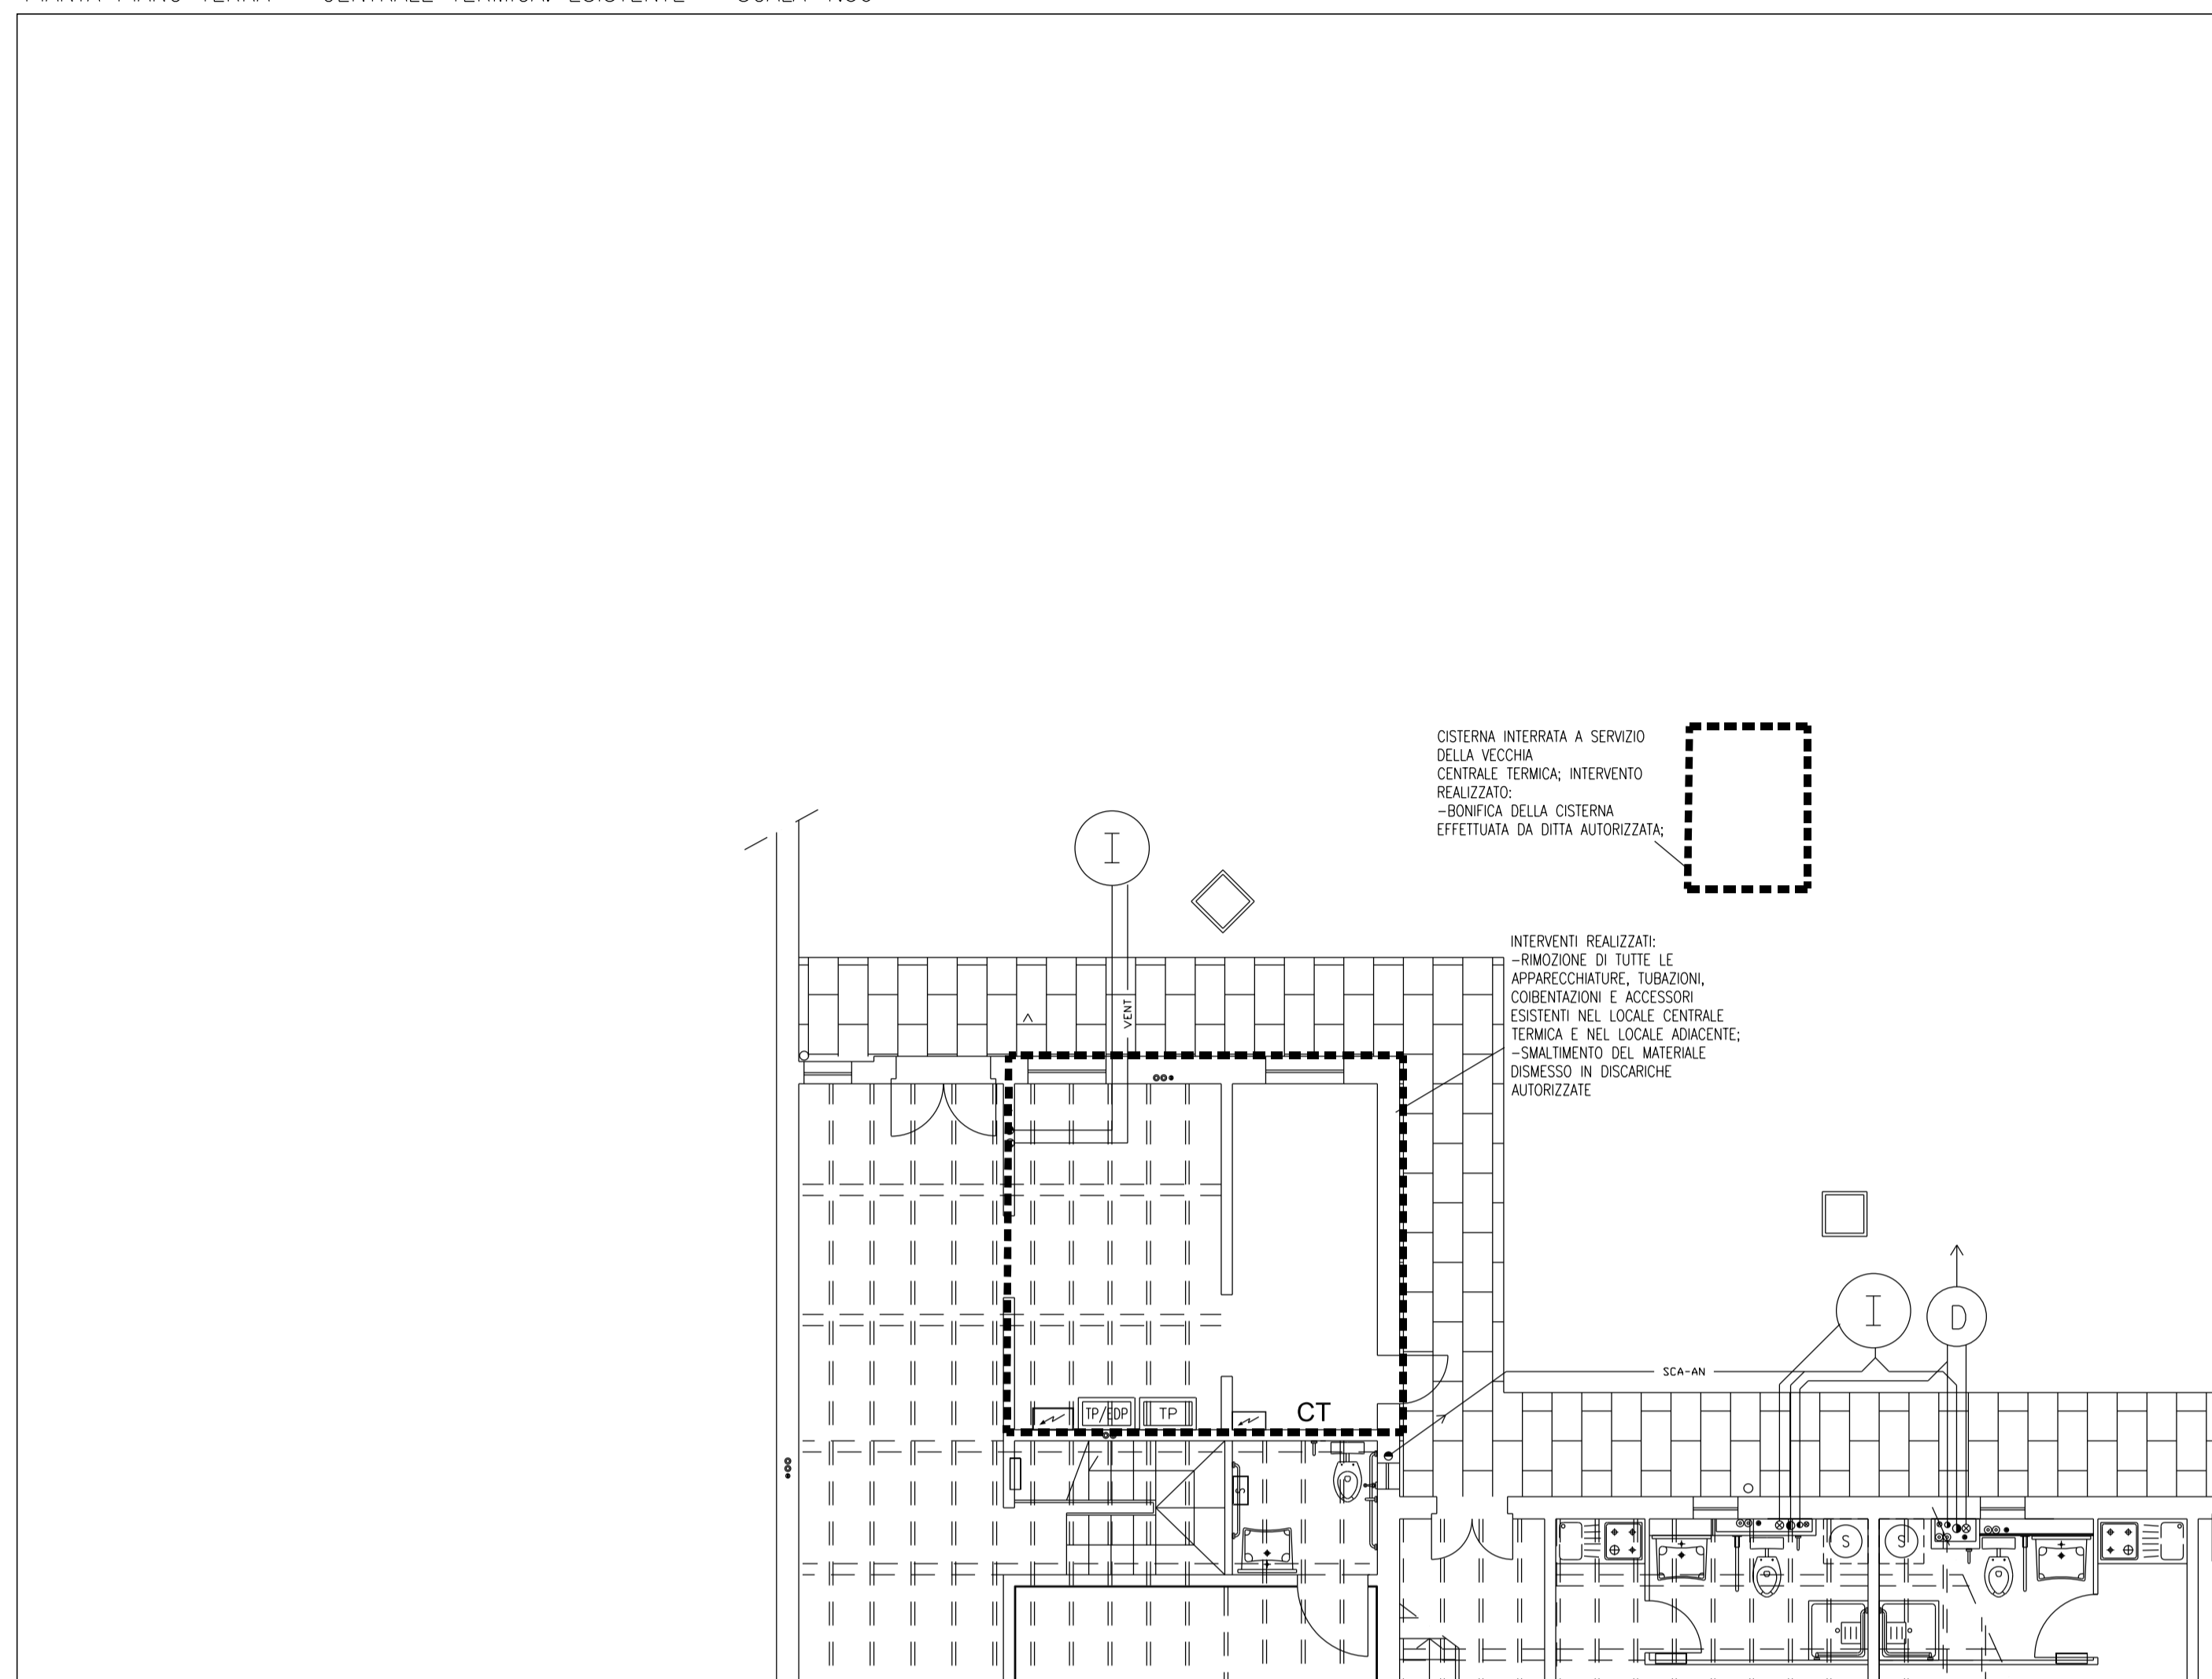 CISTERNA INTERRATA A SERVIZIO
DELLA VECCHIA
CENTRALE TERMICA; INTERVENTO
REALIZZATO:
-BONIFICA DELLA CISTERNA
EFFETTUATA DA DITTA AUTORIZZATA;
I
INTERVENTI REALIZZATI:
-RIMOZIONE DI TUTTE LE
APPARECCHIATURE, TUBAZIONI,
COIBENTAZIONI E ACCESSORI
ESISTENTI NEL LOCALE CENTRALE
TERMICA E NEL LOCALE ADIACENTE;
-SMALTIMENTO DEL MATERIALE
DISMESSO IN DISCARICHE
AUTORIZZATE
VENT
I
D
SCA-AN
TP/EDP
TP
CT
S
S
S